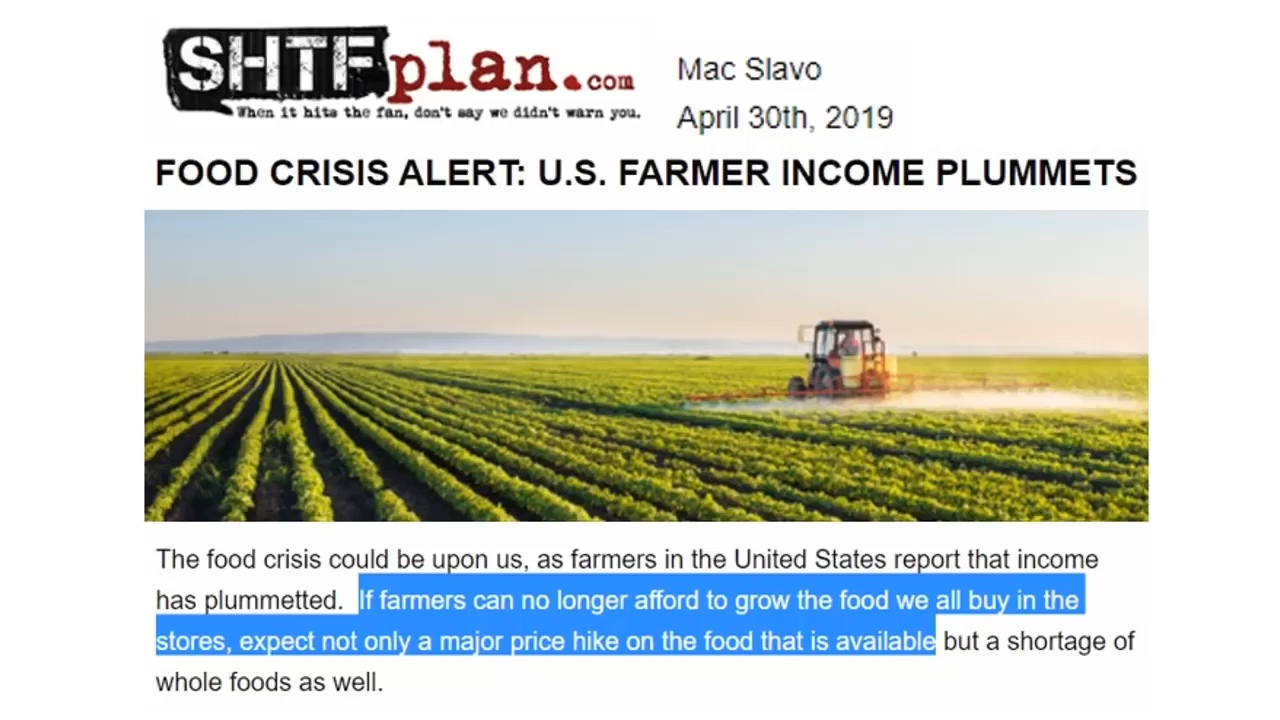 SHTFplan.com
When it hits the fan, don't say we didn't warn you.
Mac Slavo
April 30th, 2019
FOOD CRISIS ALERT: U.S. FARMER INCOME PLUMMETS
The food crisis could be upon us, as farmers in the United States report that income
has plummetted. If farmers can no longer afford to grow the food we all buy in the
stores, expect not only a major price hike on the food that is available but a shortage of
whole foods as well.